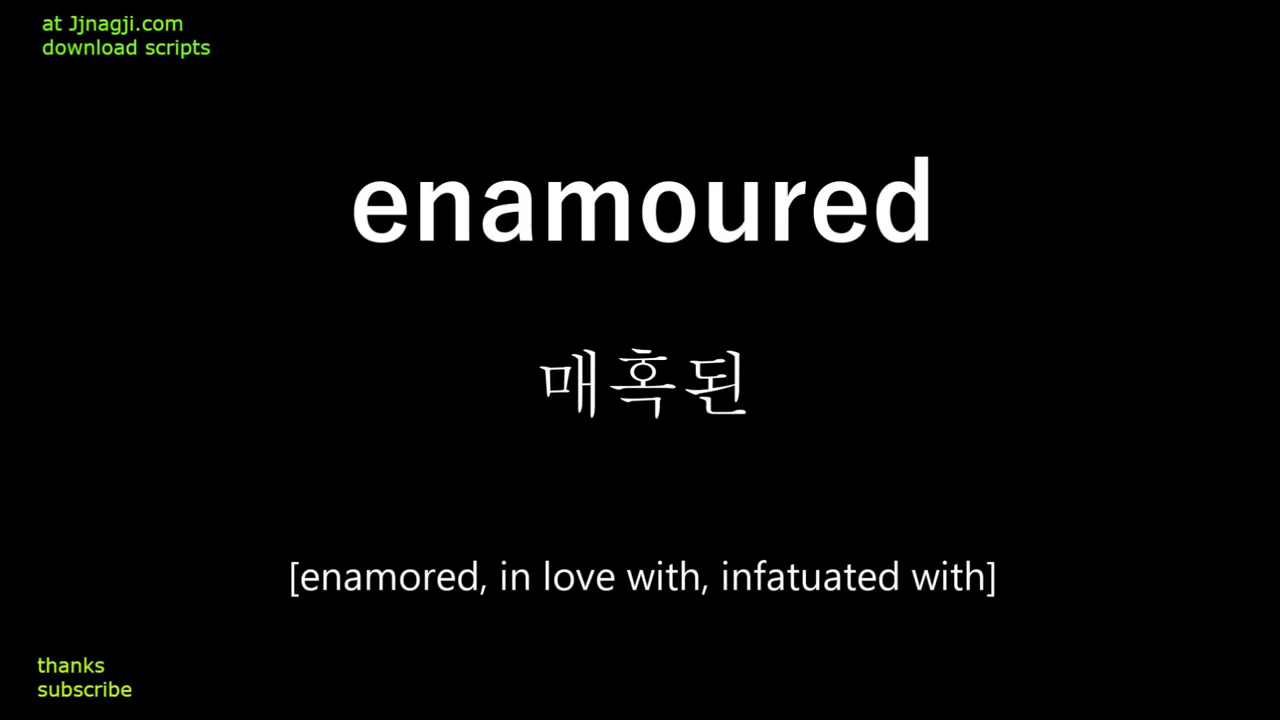 at Jjnagji.com
download scripts
enamoured
매혹된
[enamored, in love with, infatuated with]
thanks
subscribe